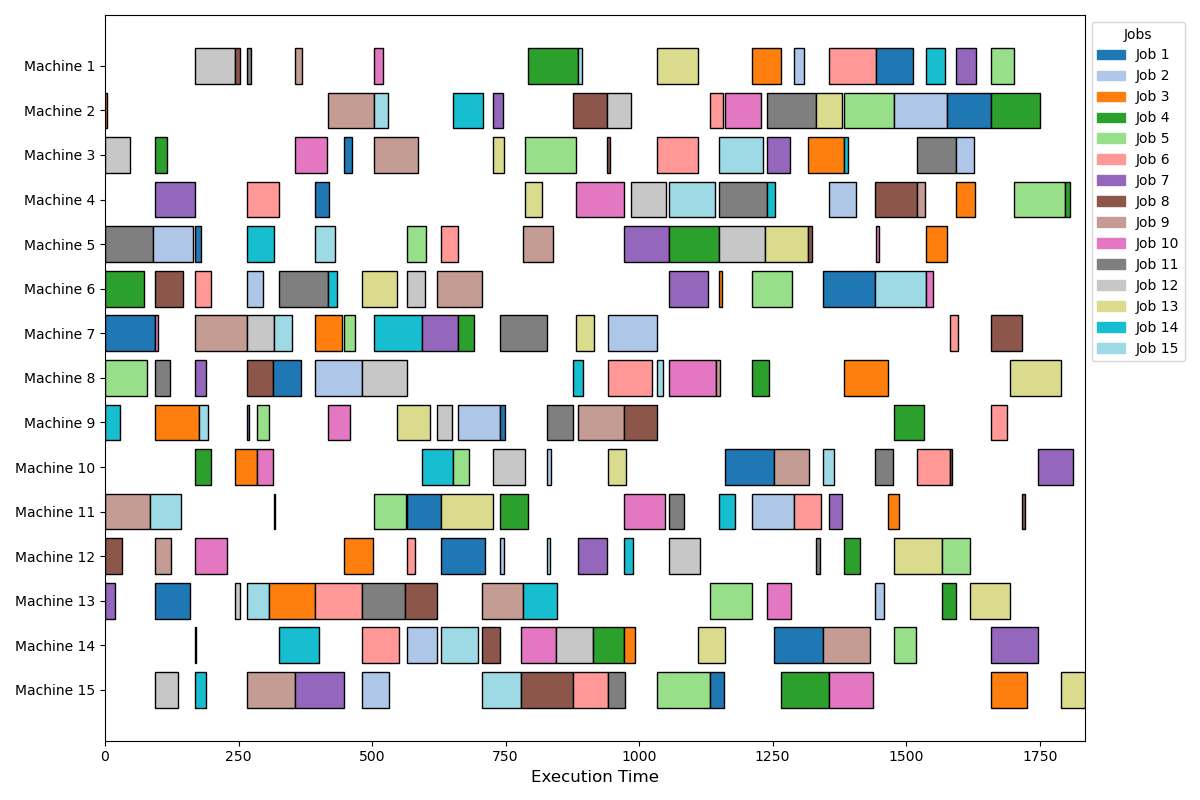 Machine 1
Machine 2
Machine 3
Machine 4
Machine 5
Machine 6
Machine 7
Machine 8
Machine 9
Machine 10
Machine 11
Machine 12
Machine 13
Machine 14
Machine 15
0 250 500 750 1000 1250 1500 1750
Execution Time
Jobs
Job 1
Job 2
Job 3
Job 4
Job 5
Job 6
Job 7
Job 8
Job 9
Job 10
Job 11
Job 12
Job 13
Job 14
Job 15